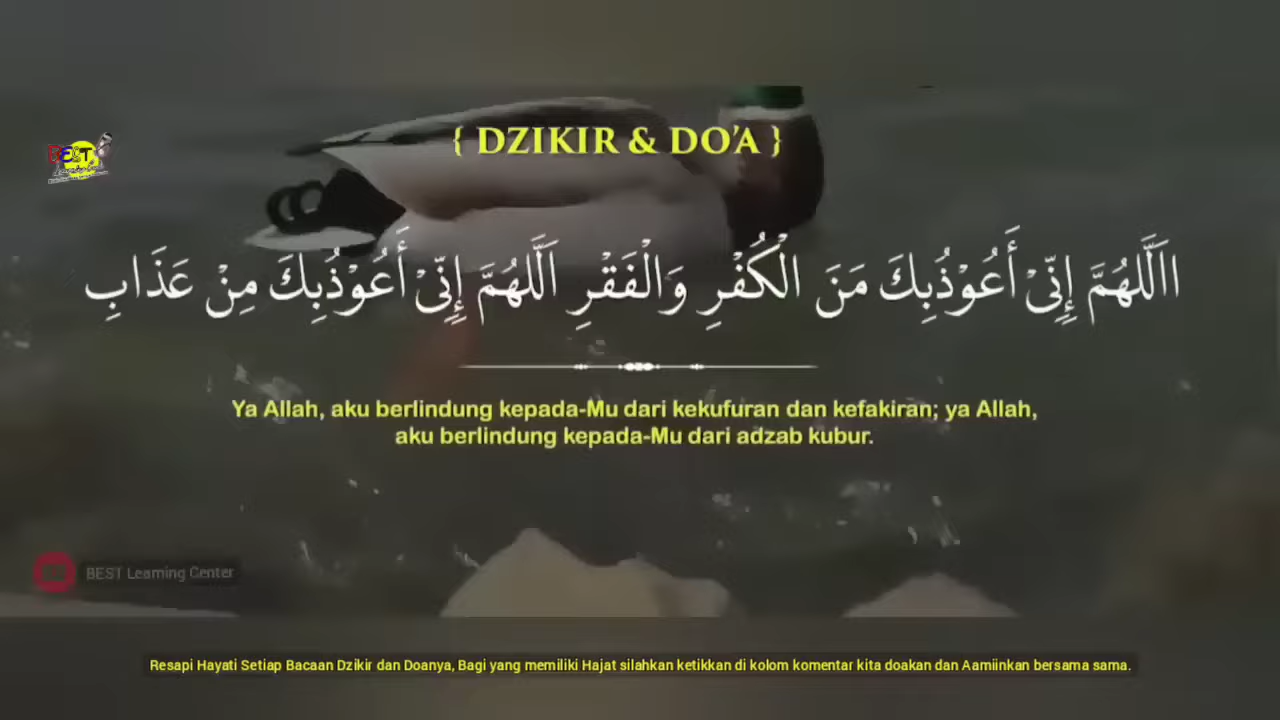 { DZIKIR & DO'A }
BEST
اَاللّٰهُمَّ إِنِّيْ أَعُوْذُبِكَ مَنَ الْكُفْرِ وَالْفَقْرِ اَللّٰهُمَّ إِنِّيْ أَعُوْذُبِكَ مِنْ عَذَابِ
Ya Allah, aku berlindung kepada-Mu dari kekufuran dan kefakiran; ya Allah,
aku berlindung kepada-Mu dari adzab kubur.
BEST Learning Center
Resapi Hayati Setiap Bacaan Dzikir dan Doanya, Bagi yang memiliki Hajat silahkan ketikkan di kolom komentar kita doakan dan Aamiinkan bersama sama.